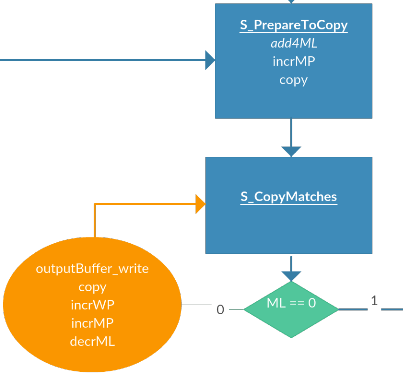 S_PrepareToCopy
add4ML
incrMP
copy
S_CopyMatches
outputBuffer_write
copy
incrWP
incrMP
decrML
0
ML == 0
1